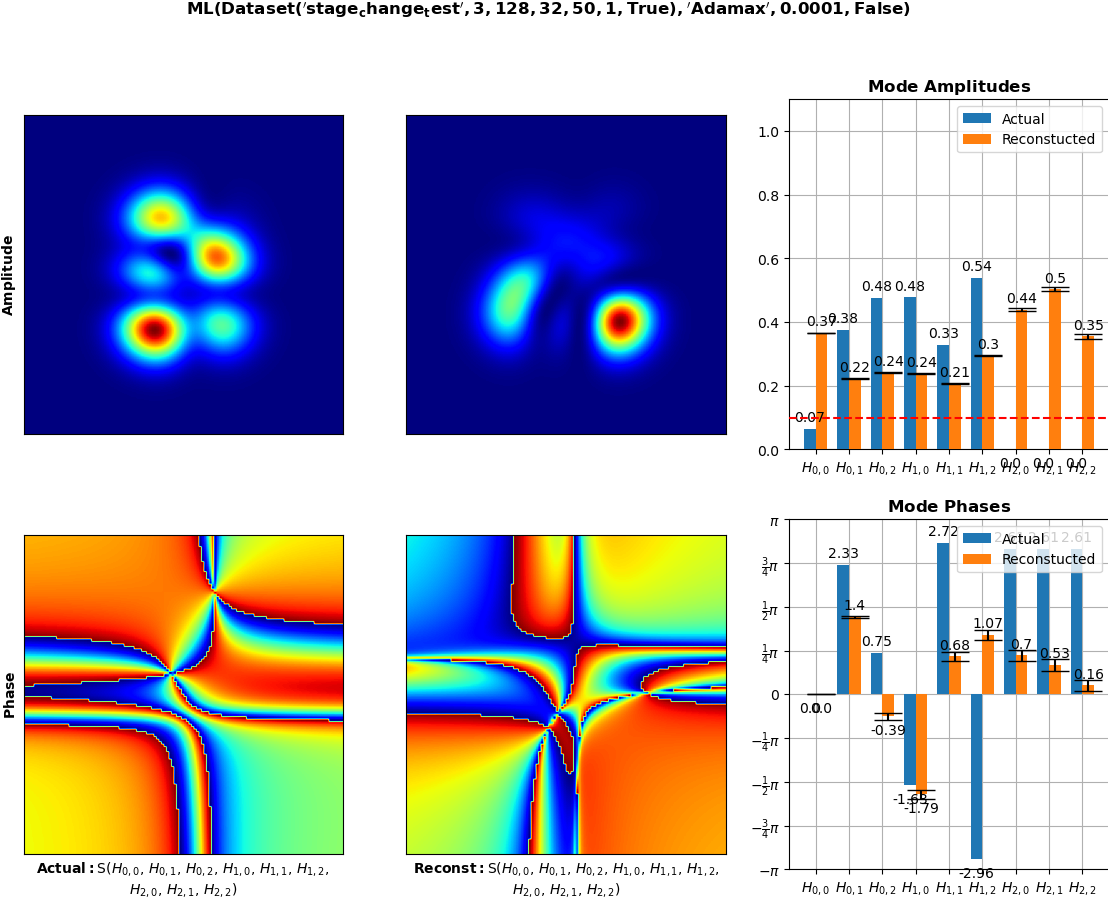 ML(Dataset('stage_change_test', 3, 128, 32, 50, 1, True), 'Adamax', 0.0001, False)
Amplitude
Mode Amplitudes
Actual
Reconstucted
1.0
0.8
0.6
0.4
0.2
0.0
0.07 0.38 0.48 0.48 0.33 0.54 0.0 0.0 0.0
0.37 0.22 0.24 0.24 0.21 0.3 0.44 0.5 0.35
H0,0 H0,1 H0,2 H1,0 H1,1 H1,2 H2,0 H2,1 H2,2
Phase
Actual: S(H0,0, H0,1, H0,2, H1,0, H1,1, H1,2,
H2,0, H2,1, H2,2)
Reconst: S(H0,0, H0,1, H0,2, H1,0, H1,1, H1,2,
H2,0, H2,1, H2,2)
Mode Phases
Actual
Reconstucted
π
3/4π
1/2π
1/4π
0
−1/4π
−1/2π
−3/4π
−π
0.0 2.33 0.75 2.72 -2.96 2.61
0.0 1.4 -0.39 -1.79 0.68 1.07 0.7 0.53 0.16
H0,0 H0,1 H0,2 H1,0 H1,1 H1,2 H2,0 H2,1 H2,2